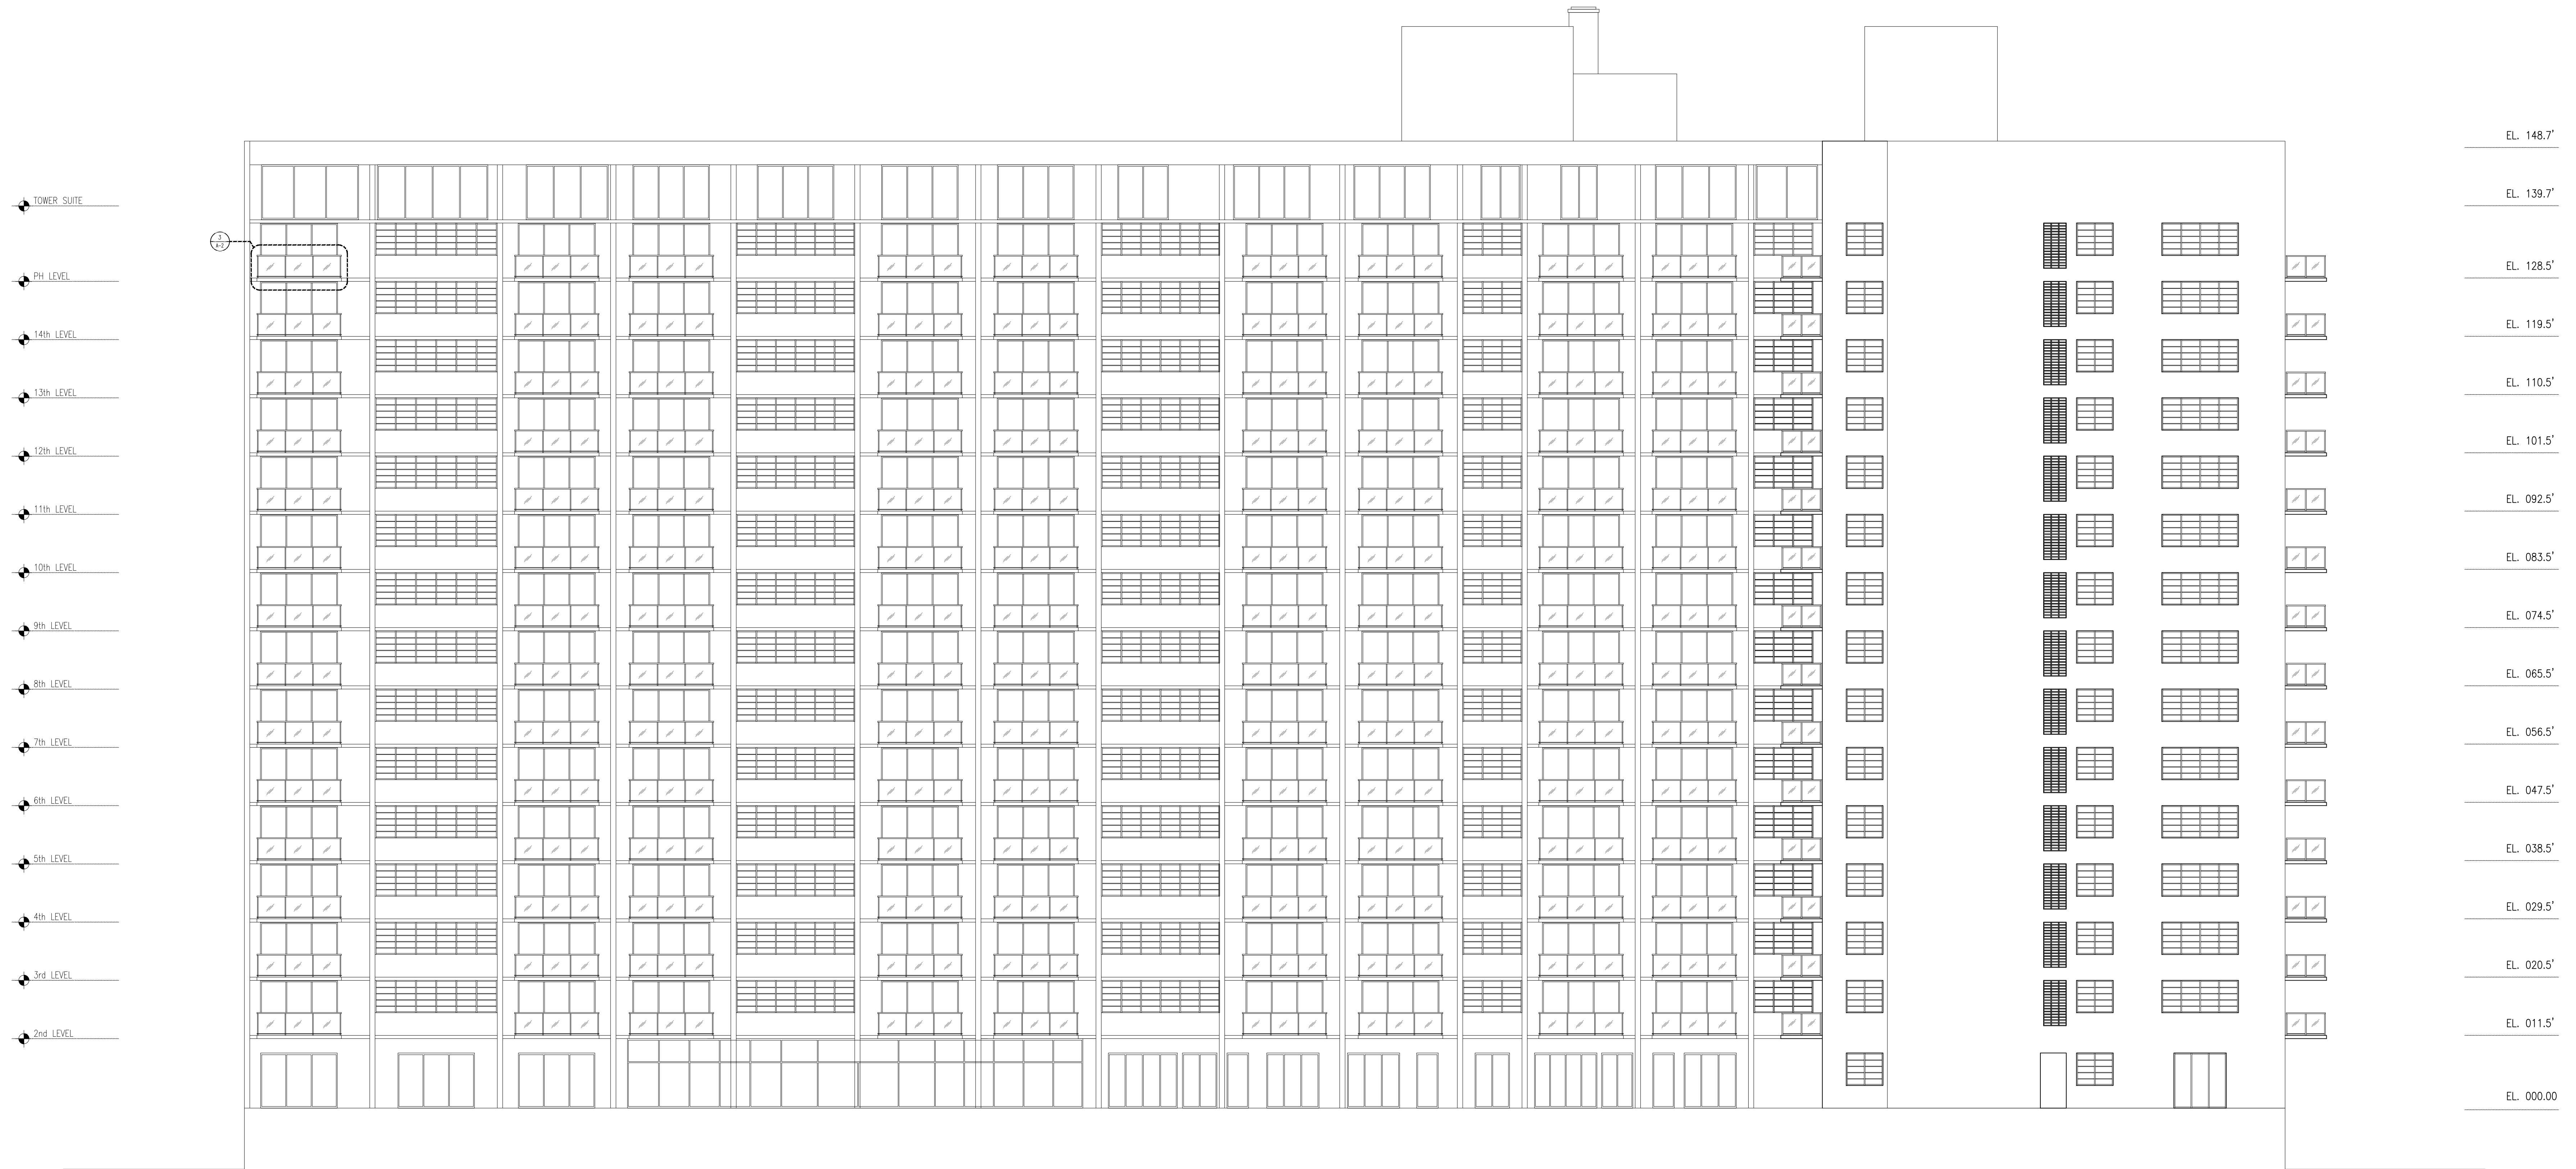 EL. 148.7'
TOWER SUITE
EL. 139.7'
3
A-2
PH LEVEL
EL. 128.5'
14th LEVEL
EL. 119.5'
13th LEVEL
EL. 110.5'
12th LEVEL
EL. 101.5'
11th LEVEL
EL. 092.5'
10th LEVEL
EL. 083.5'
9th LEVEL
EL. 074.5'
8th LEVEL
EL. 065.5'
7th LEVEL
EL. 056.5'
6th LEVEL
EL. 047.5'
5th LEVEL
EL. 038.5'
4th LEVEL
EL. 029.5'
3rd LEVEL
EL. 020.5'
2nd LEVEL
EL. 011.5'
EL. 000.00